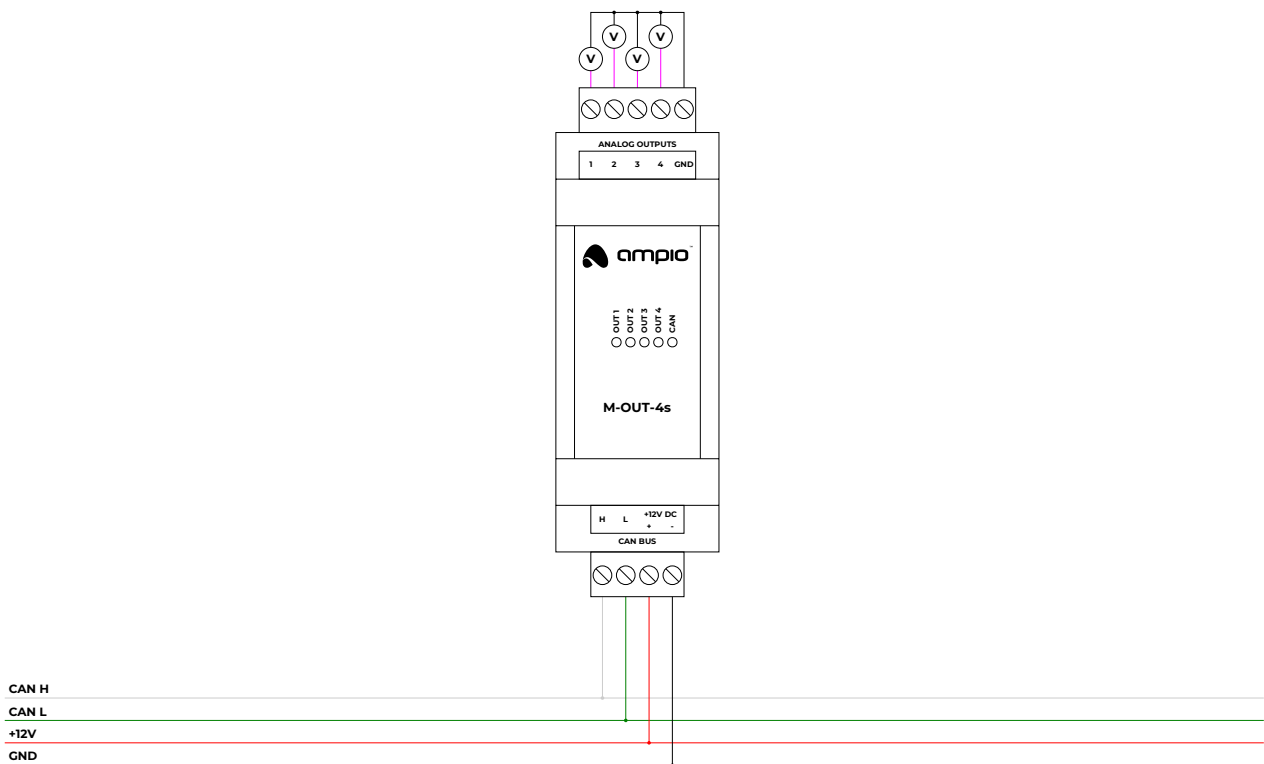 V V
V V
ANALOG OUTPUTS
1 2 3 4 GND
ampio™
OUT 1
OUT 2
OUT 3
OUT 4
CAN
M-OUT-4s
H L +12V DC
+ -
CAN BUS
CAN H
CAN L
+12V
GND